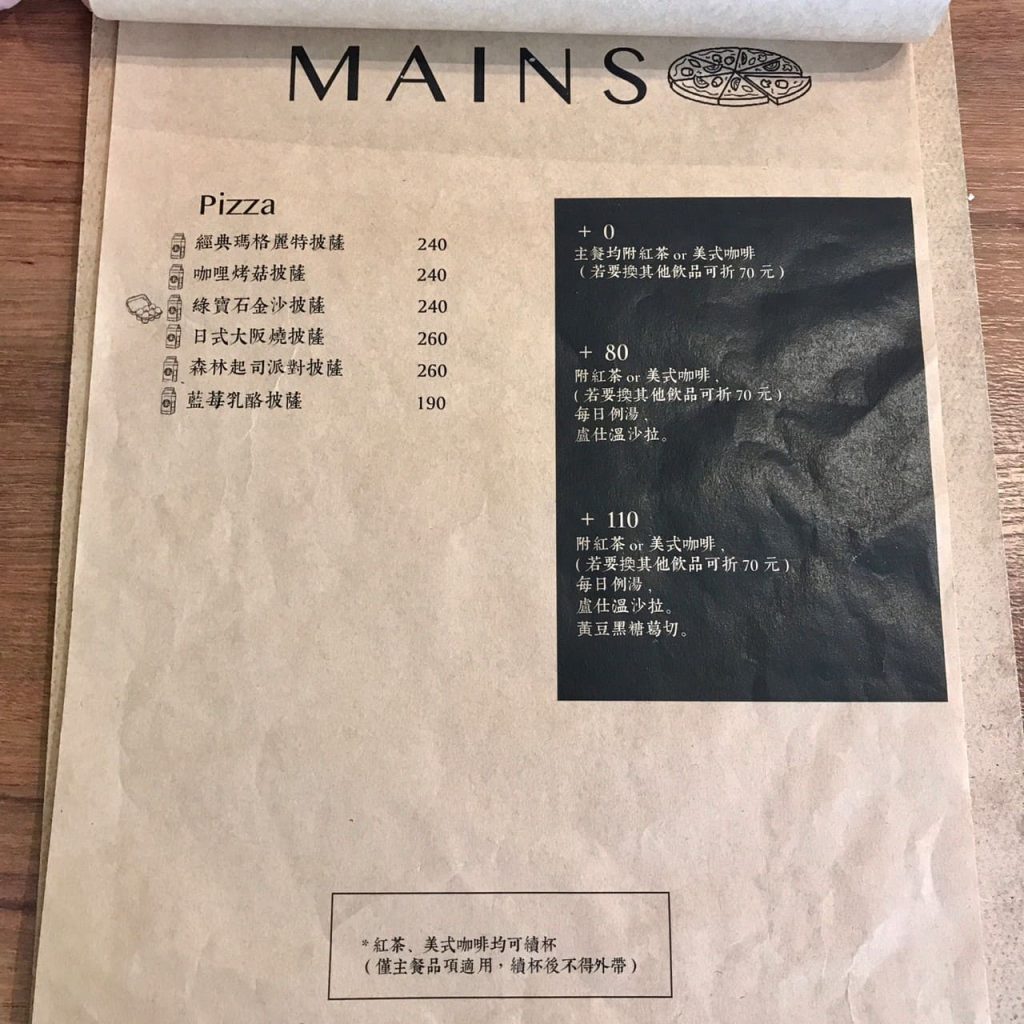 MAINS
Pizza
經典瑪格麗特披薩 240
咖哩烤菇披薩 240
綠寶石金沙披薩 240
日式大阪燒披薩 260
森林起司派對披薩 260
藍莓乳酪披薩 190
+ 0
主餐均附紅茶 or 美式咖啡
(若要換其他飲品可折 70 元)
+ 80
附紅茶 or 美式咖啡、
(若要換其他飲品可折 70 元)
每日例湯、
盧仕溫沙拉。
+ 110
附紅茶 or 美式咖啡、
(若要換其他飲品可折 70 元)
每日例湯、
盧仕溫沙拉。
黃豆黑糖葛切。
*紅茶、美式咖啡均可續杯
(僅主餐品項適用，續杯後不得外帶)